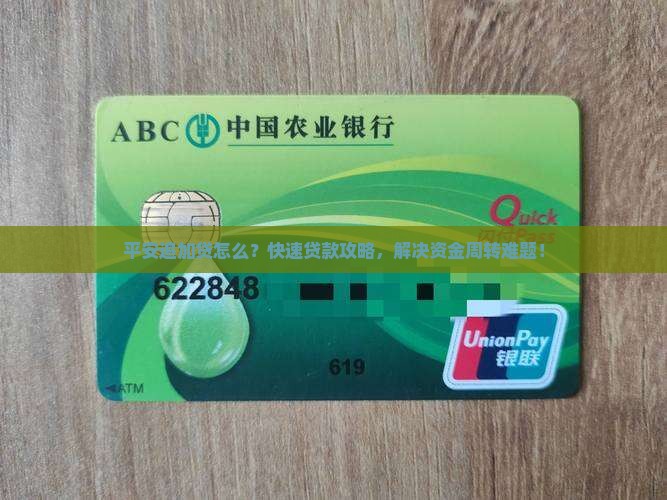 ABC 中国农业银行
Quick
平安追加贷怎么？快速贷款攻略，解决资金周转难题！
622848
UnionPay
银联
619
ATM